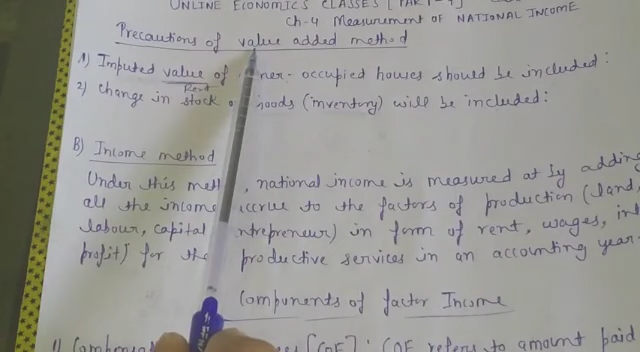 ONLINE ECONOMICS CLASSES [PART-4]
Ch-4 Measurement OF NATIONAL INCOME
Precautions of value added method
1) Imputed value of occupied houses should be included:
Rent
2) Change in stock goods (inventory) will be included:
B) Income method
Under this , national income is measured at by adding
all the income accrue to the factors of production (land,
labour, capital entrepreneur) in form of rent, wages, int
profit) for productive services in an accounting year.
Components of factor Income
1) [COE]: COE refers to amount paid